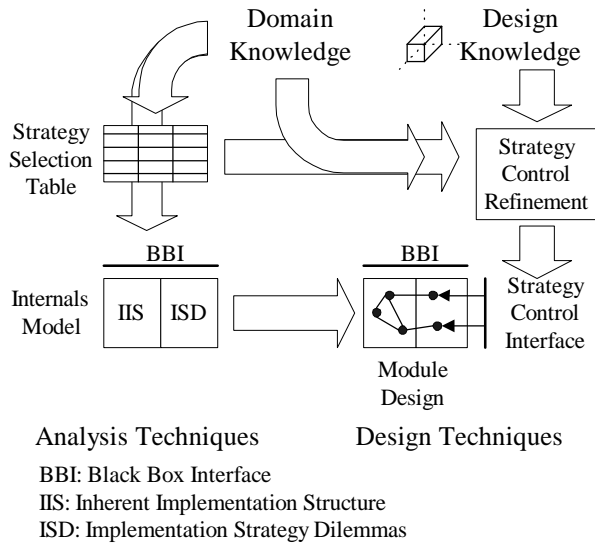 Domain
Knowledge
Design
Knowledge
Strategy
Selection
Table
Strategy
Control
Refinement
BBI
BBI
Internals
Model
IIS
ISD
Strategy
Control
Interface
Module
Design
Analysis Techniques
Design Techniques
BBI: Black Box Interface
IIS: Inherent Implementation Structure
ISD: Implementation Strategy Dilemmas